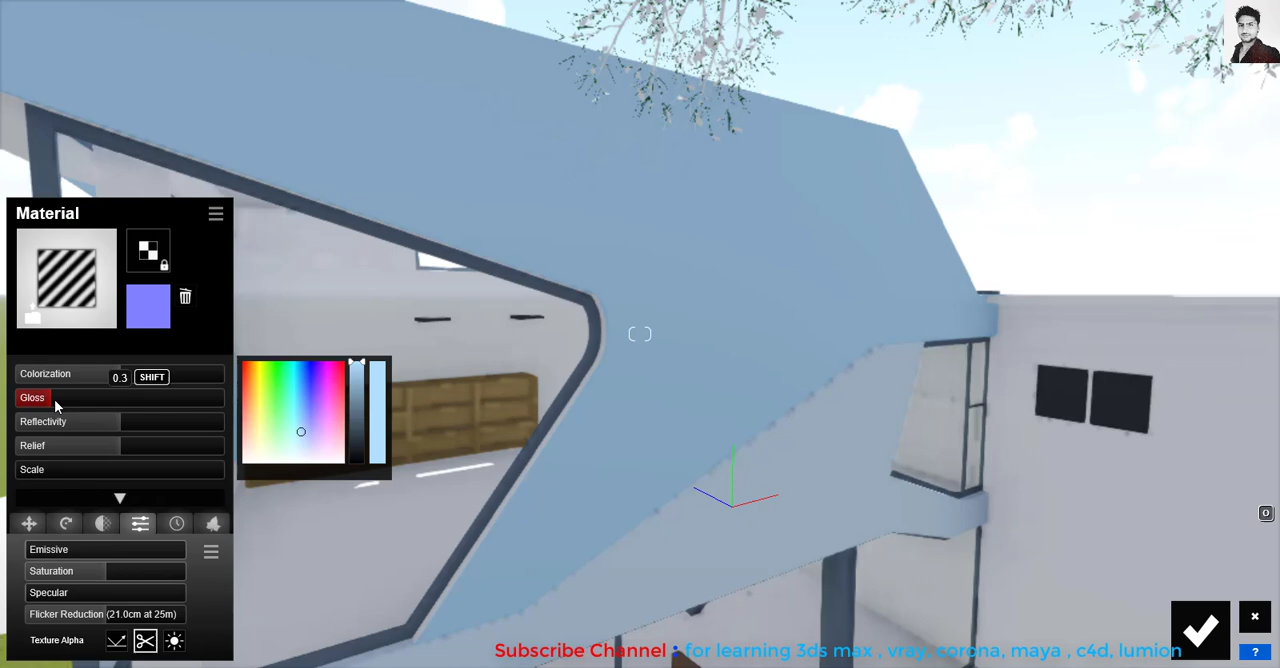 Material
Colorization
0.3 SHIFT
Gloss
Reflectivity
Relief
Scale
Emissive
Saturation
Specular
Flicker Reduction (21.0cm at 25m)
Texture Alpha
O
?
Subscribe Channel : for learning 3ds max , vray, corona, maya , c4d, lumion